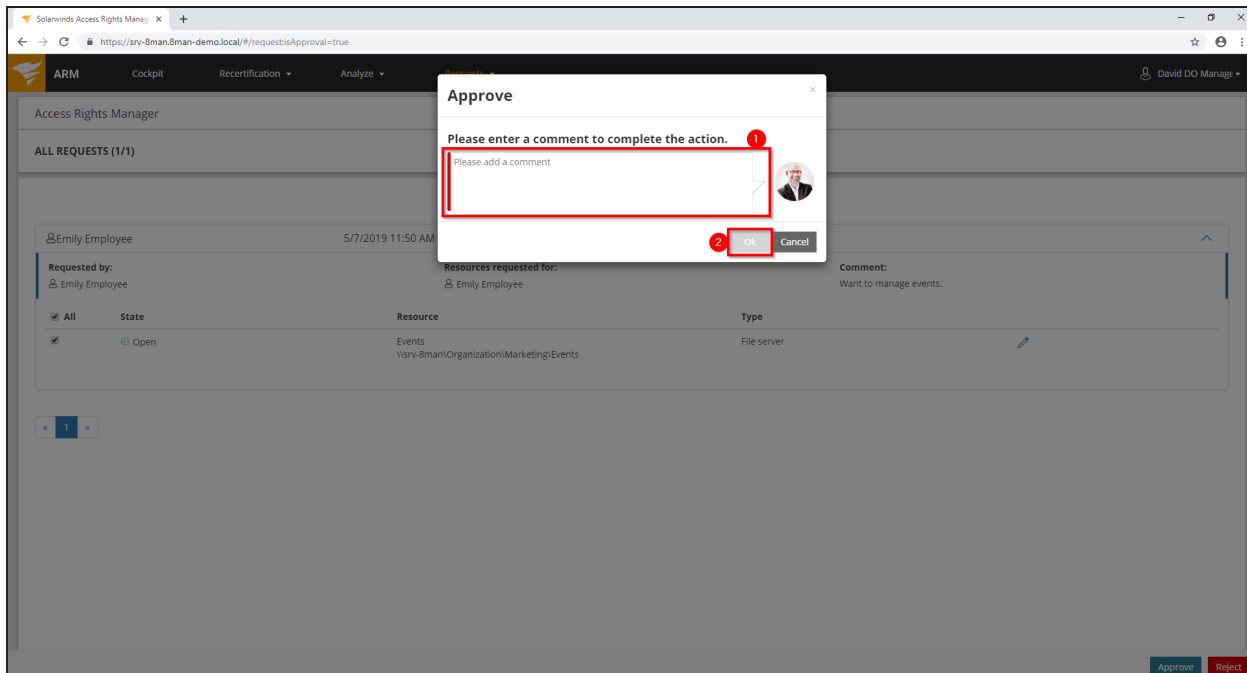 Solarwinds Access Rights Manag
https://srv-8man.8man-demo.local/#/request;isApproval=true
ARM Cockpit Recertification Analyze Requests David DO Manage
Access Rights Manager
ALL REQUESTS (1/1)
Approve
Please enter a comment to complete the action. 1
Please add a comment
2 Ok Cancel
Emily Employee 5/7/2019 11:50 AM
Requested by: Resources requested for: Comment:
Emily Employee Emily Employee Want to manage events.
All State Resource Type
Open Events File server
\\srv-8man\Organization\Marketing\Events
« 1 »
Approve Reject